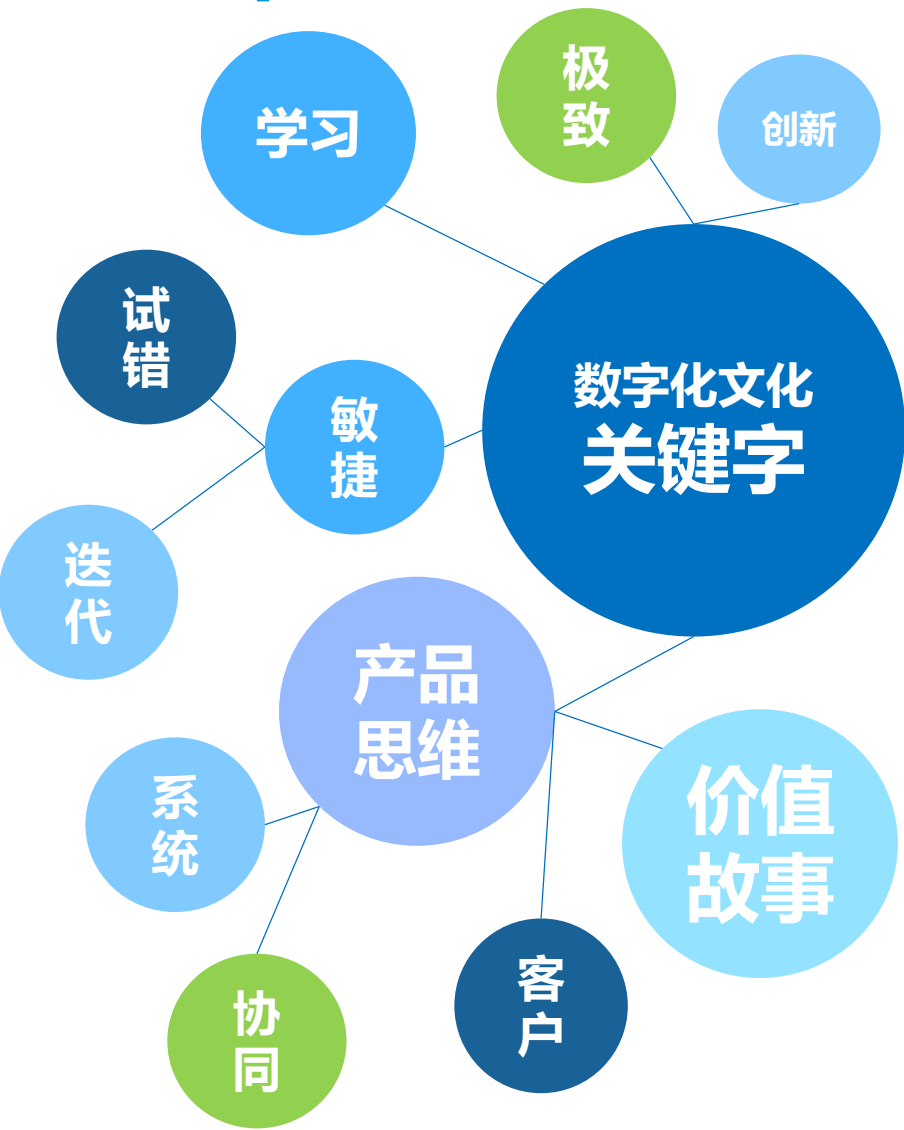 极
致
创新
学习
试
错
数字化文化
关键字
敏
捷
迭
代
产品
思维
价值
故事
系
统
客
户
协
同